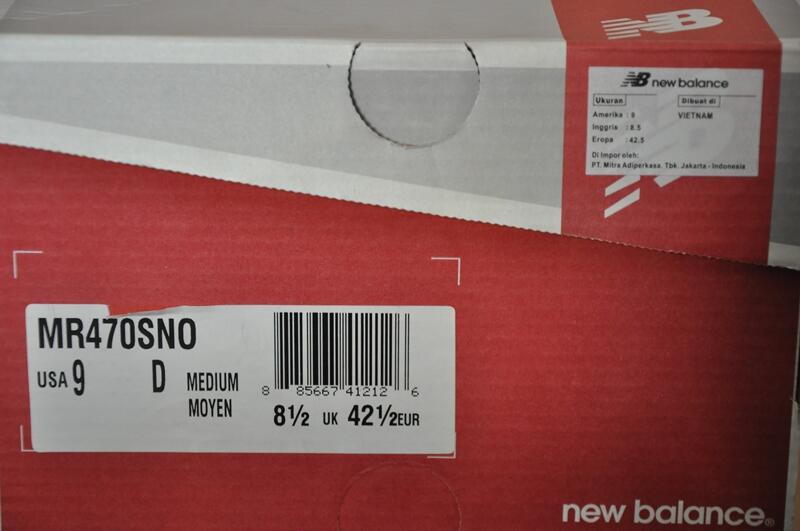 NB new balance
Ukuran Dibuat di
Amerika : 9 VIETNAM
Inggris : 8.5
Eropa : 42.5
Di Impor oleh:
PT. Mitra Adiperkasa. Tbk. Jakarta - Indonesia
MR470SNO
USA 9 D MEDIUM
MOYEN
8 85667 41212 6
8½ UK 42½EUR
new balance®